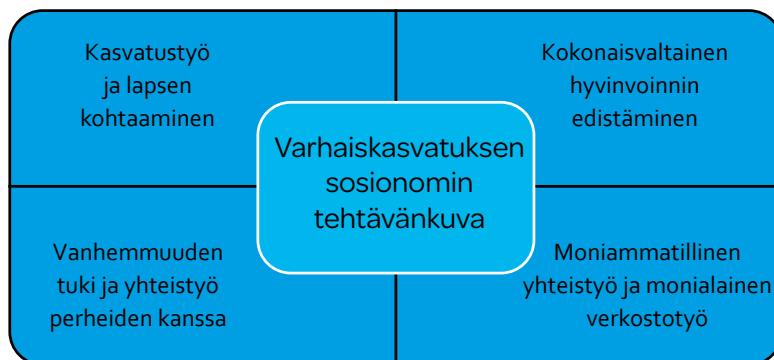 Kasvatustyö
ja lapsen
kohtaaminen
Kokonaisvaltainen
hyvinvoinnin
edistäminen
Varhaiskasvatuksen
sosionomin
tehtävänkuva
Vanhemmuuden
tuki ja yhteistyö
perheiden kanssa
Moniammatillinen
yhteistyö ja monialainen
verkostotyö